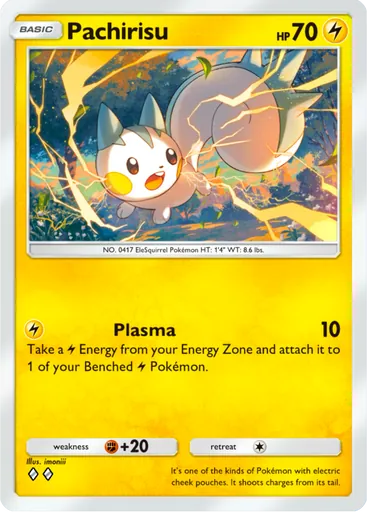 BASIC Pachirisu HP 70
NO. 0417 EleSquirrel Pokémon HT: 1'4" WT: 8.6 lbs.
Plasma 10
Take a Energy from your Energy Zone and attach it to
1 of your Benched Pokémon.
weakness +20 retreat
Illus. imoniii
It's one of the kinds of Pokémon with electric
cheek pouches. It shoots charges from its tail.